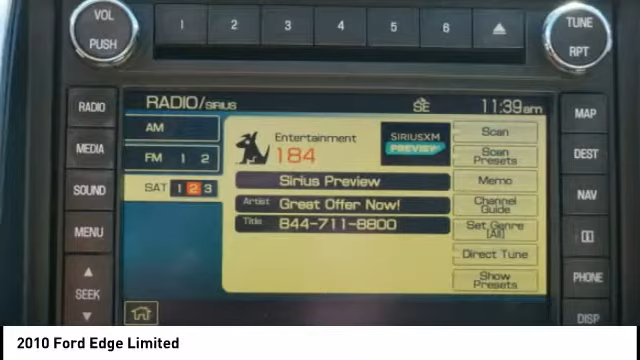 VOL
PUSH
1 2 3 4 5 6
TUNE
RPT
RADIO
MEDIA
SOUND
MENU
SEEK
RADIO/SIRIUS
SE
11:39am
AM
FM 1 2
SAT 1 2 3
Entertainment
184
SIRIUSXM
PREVIEW
Sirius Preview
Artist Great Offer Now!
Title 844-711-8800
Scan
Scan
Presets
Memo
Channel
Guide
Set Genre
[All]
Direct Tune
Show
Presets
MAP
DEST
NAV
PHONE
DISP
2010 Ford Edge Limited